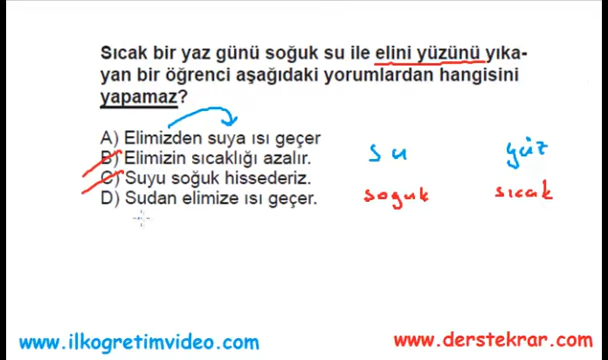 Sıcak bir yaz günü soğuk su ile elini yüzünü yıka-
yan bir öğrenci aşağıdaki yorumlardan hangisini
yapamaz?
A) Elimizden suya ısı geçer
B) Elimizin sıcaklığı azalır.
C) Suyu soğuk hissederiz.
D) Sudan elimize ısı geçer.
su yüz
soguk sıcak
www.ilkogretimvideo.com
www.derstekrar.com